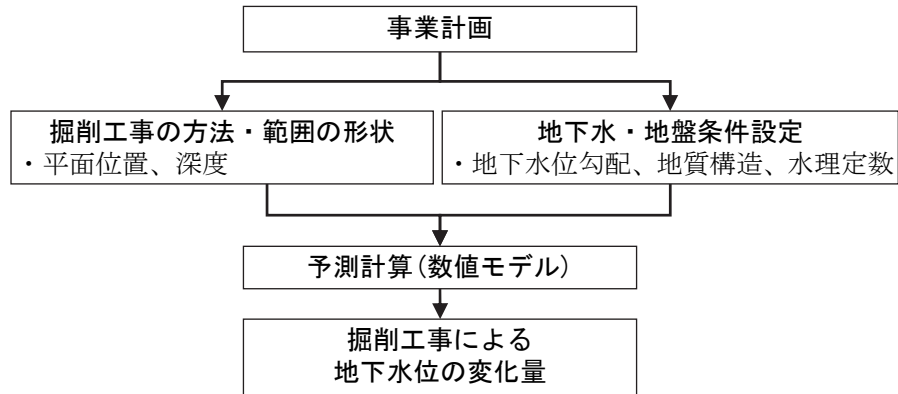 事業計画
掘削工事の方法・範囲の形状
・平面位置、深度
地下水・地盤条件設定
・地下水位勾配、地質構造、水理定数
予測計算(数値モデル)
掘削工事による
地下水位の変化量